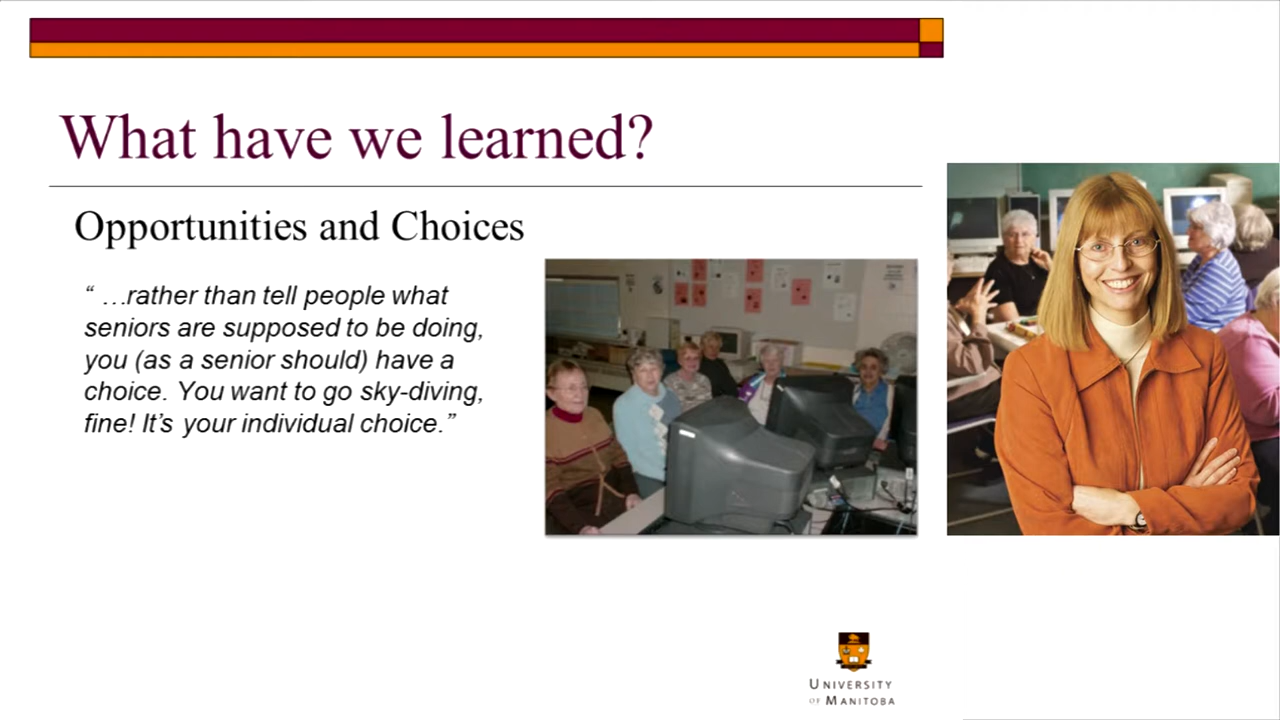 What have we learned?
Opportunities and Choices
“ …rather than tell people what
seniors are supposed to be doing,
you (as a senior should) have a
choice. You want to go sky-diving,
fine! It’s your individual choice.”
UNIVERSITY
OF MANITOBA